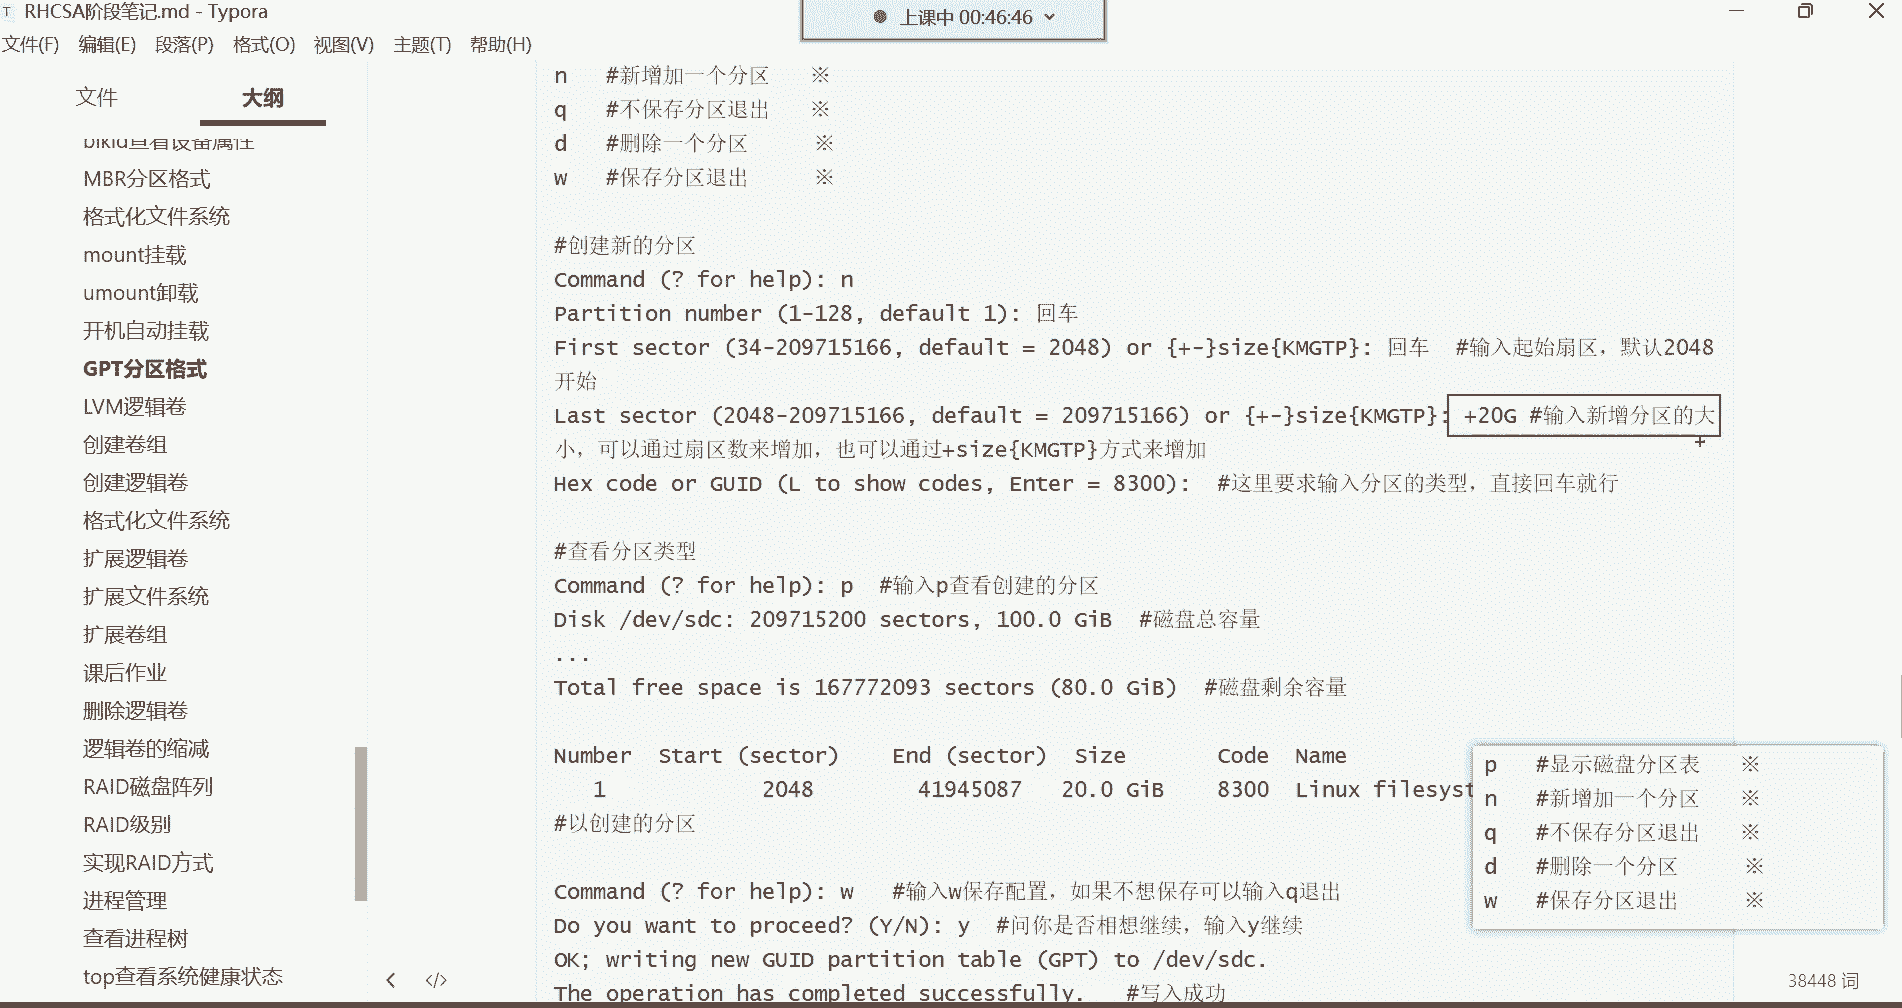 RHCSA阶段笔记.md - Typora
上课中 00:46:46
文件(F) 编辑(E) 段落(P) 格式(O) 视图(V) 主题(T) 帮助(H)
文件 大纲
blkid查看设备属性
MBR分区格式
格式化文件系统
mount挂载
umount卸载
开机自动挂载
GPT分区格式
LVM逻辑卷
创建卷组
创建逻辑卷
格式化文件系统
扩展逻辑卷
扩展文件系统
扩展卷组
课后作业
删除逻辑卷
逻辑卷的缩减
RAID磁盘阵列
RAID级别
实现RAID方式
进程管理
查看进程树
top查看系统健康状态
n #新增加一个分区 ※
q #不保存分区退出 ※
d #删除一个分区 ※
w #保存分区退出 ※
#创建新的分区
Command (? for help): n
Partition number (1-128, default 1): 回车
First sector (34-209715166, default = 2048) or {+-}size{KMGTP}: 回车 #输入起始扇区，默认2048
开始
Last sector (2048-209715166, default = 209715166) or {+-}size{KMGTP}: +20G #输入新增分区的大
小，可以通过扇区数来增加，也可以通过+size{KMGTP}方式来增加
Hex code or GUID (L to show codes, Enter = 8300): #这里要求输入分区的类型，直接回车就行
#查看分区类型
Command (? for help): p #输入p查看创建的分区
Disk /dev/sdc: 209715200 sectors, 100.0 GiB #磁盘总容量
...
Total free space is 167772093 sectors (80.0 GiB) #磁盘剩余容量
Number Start (sector) End (sector) Size Code Name
1 2048 41945087 20.0 GiB 8300 Linux filesyst
#以创建的分区
Command (? for help): w #输入w保存配置，如果不想保存可以输入q退出
Do you want to proceed? (Y/N): y #问你是否相想继续，输入y继续
OK; writing new GUID partition table (GPT) to /dev/sdc.
The operation has completed successfully. #写入成功
p #显示磁盘分区表 ※
n #新增加一个分区 ※
q #不保存分区退出 ※
d #删除一个分区 ※
w #保存分区退出 ※
38448 词